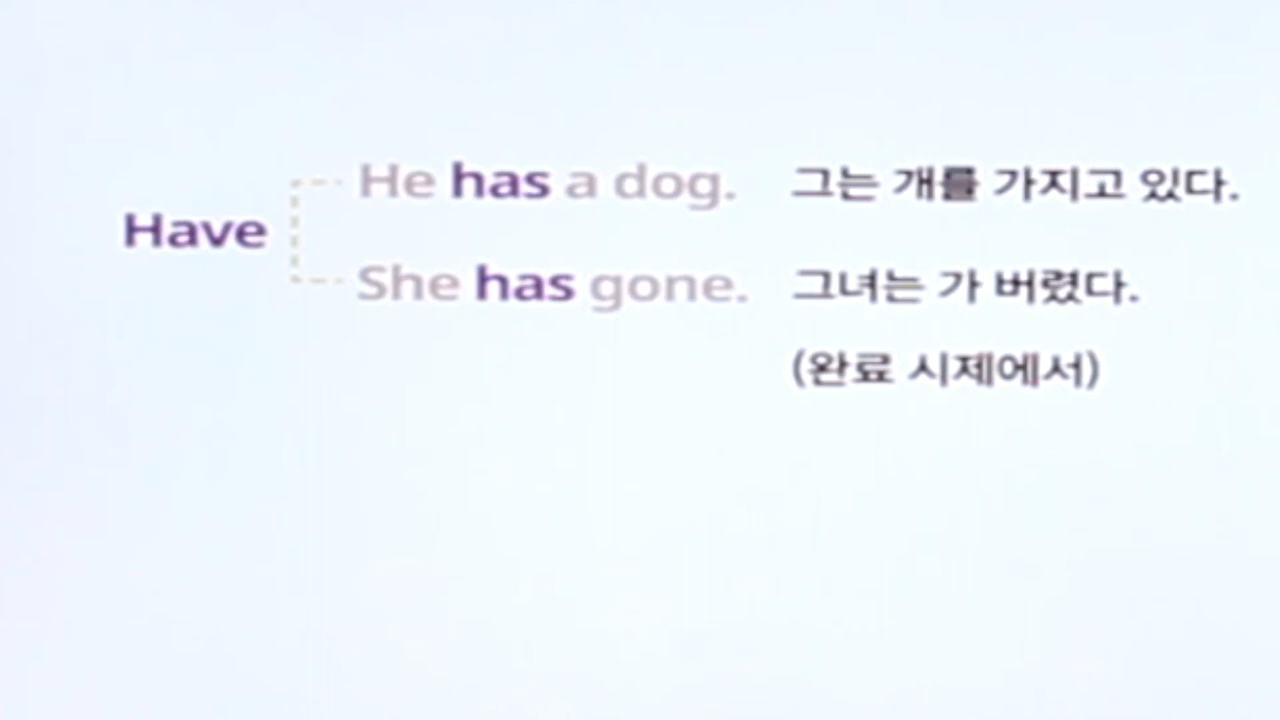 He has a dog. 그는 개를 가지고 있다.
Have
She has gone. 그녀는 가 버렸다.
(완료 시제에서)